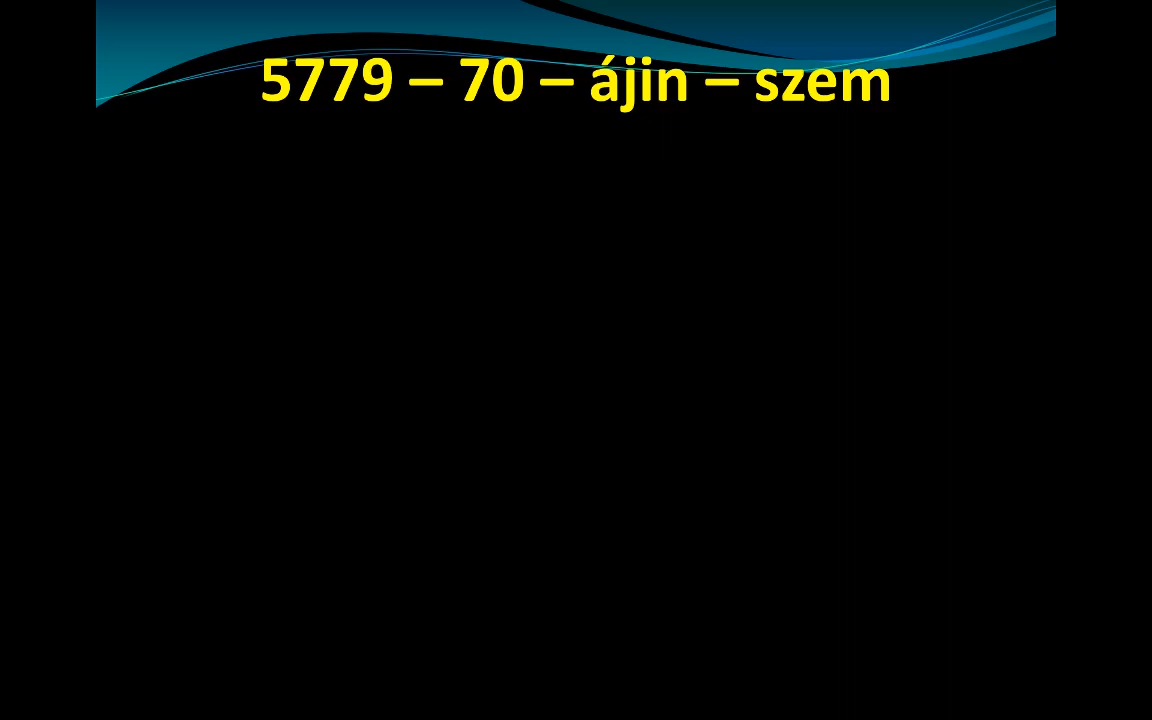 5779 – 70 – ájin – szem